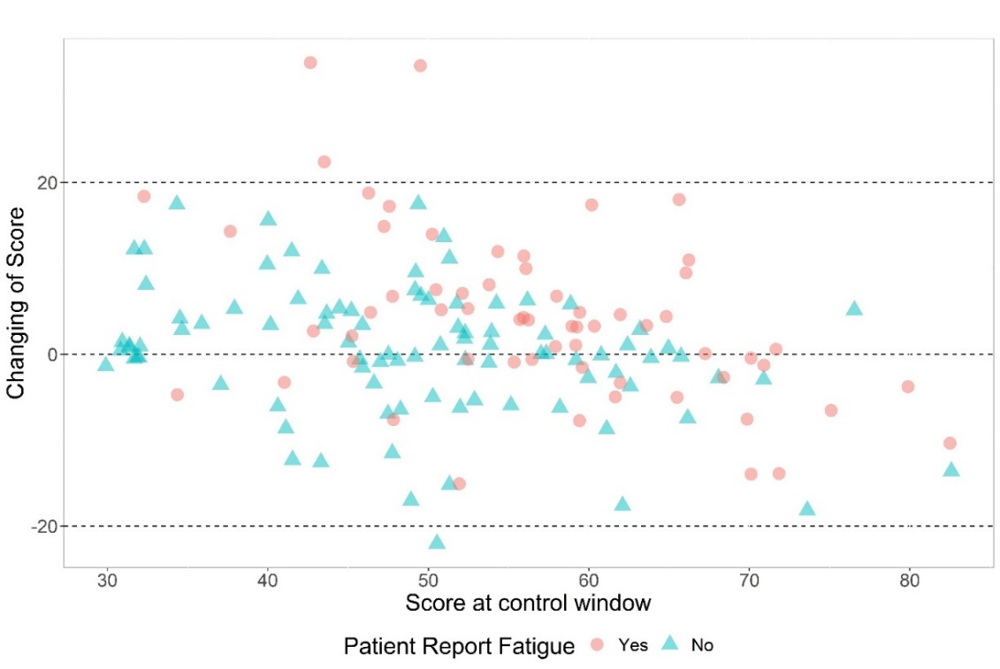 Changing of Score
20
0
-20
30 40 50 60 70 80
Score at control window
Patient Report Fatigue Yes No